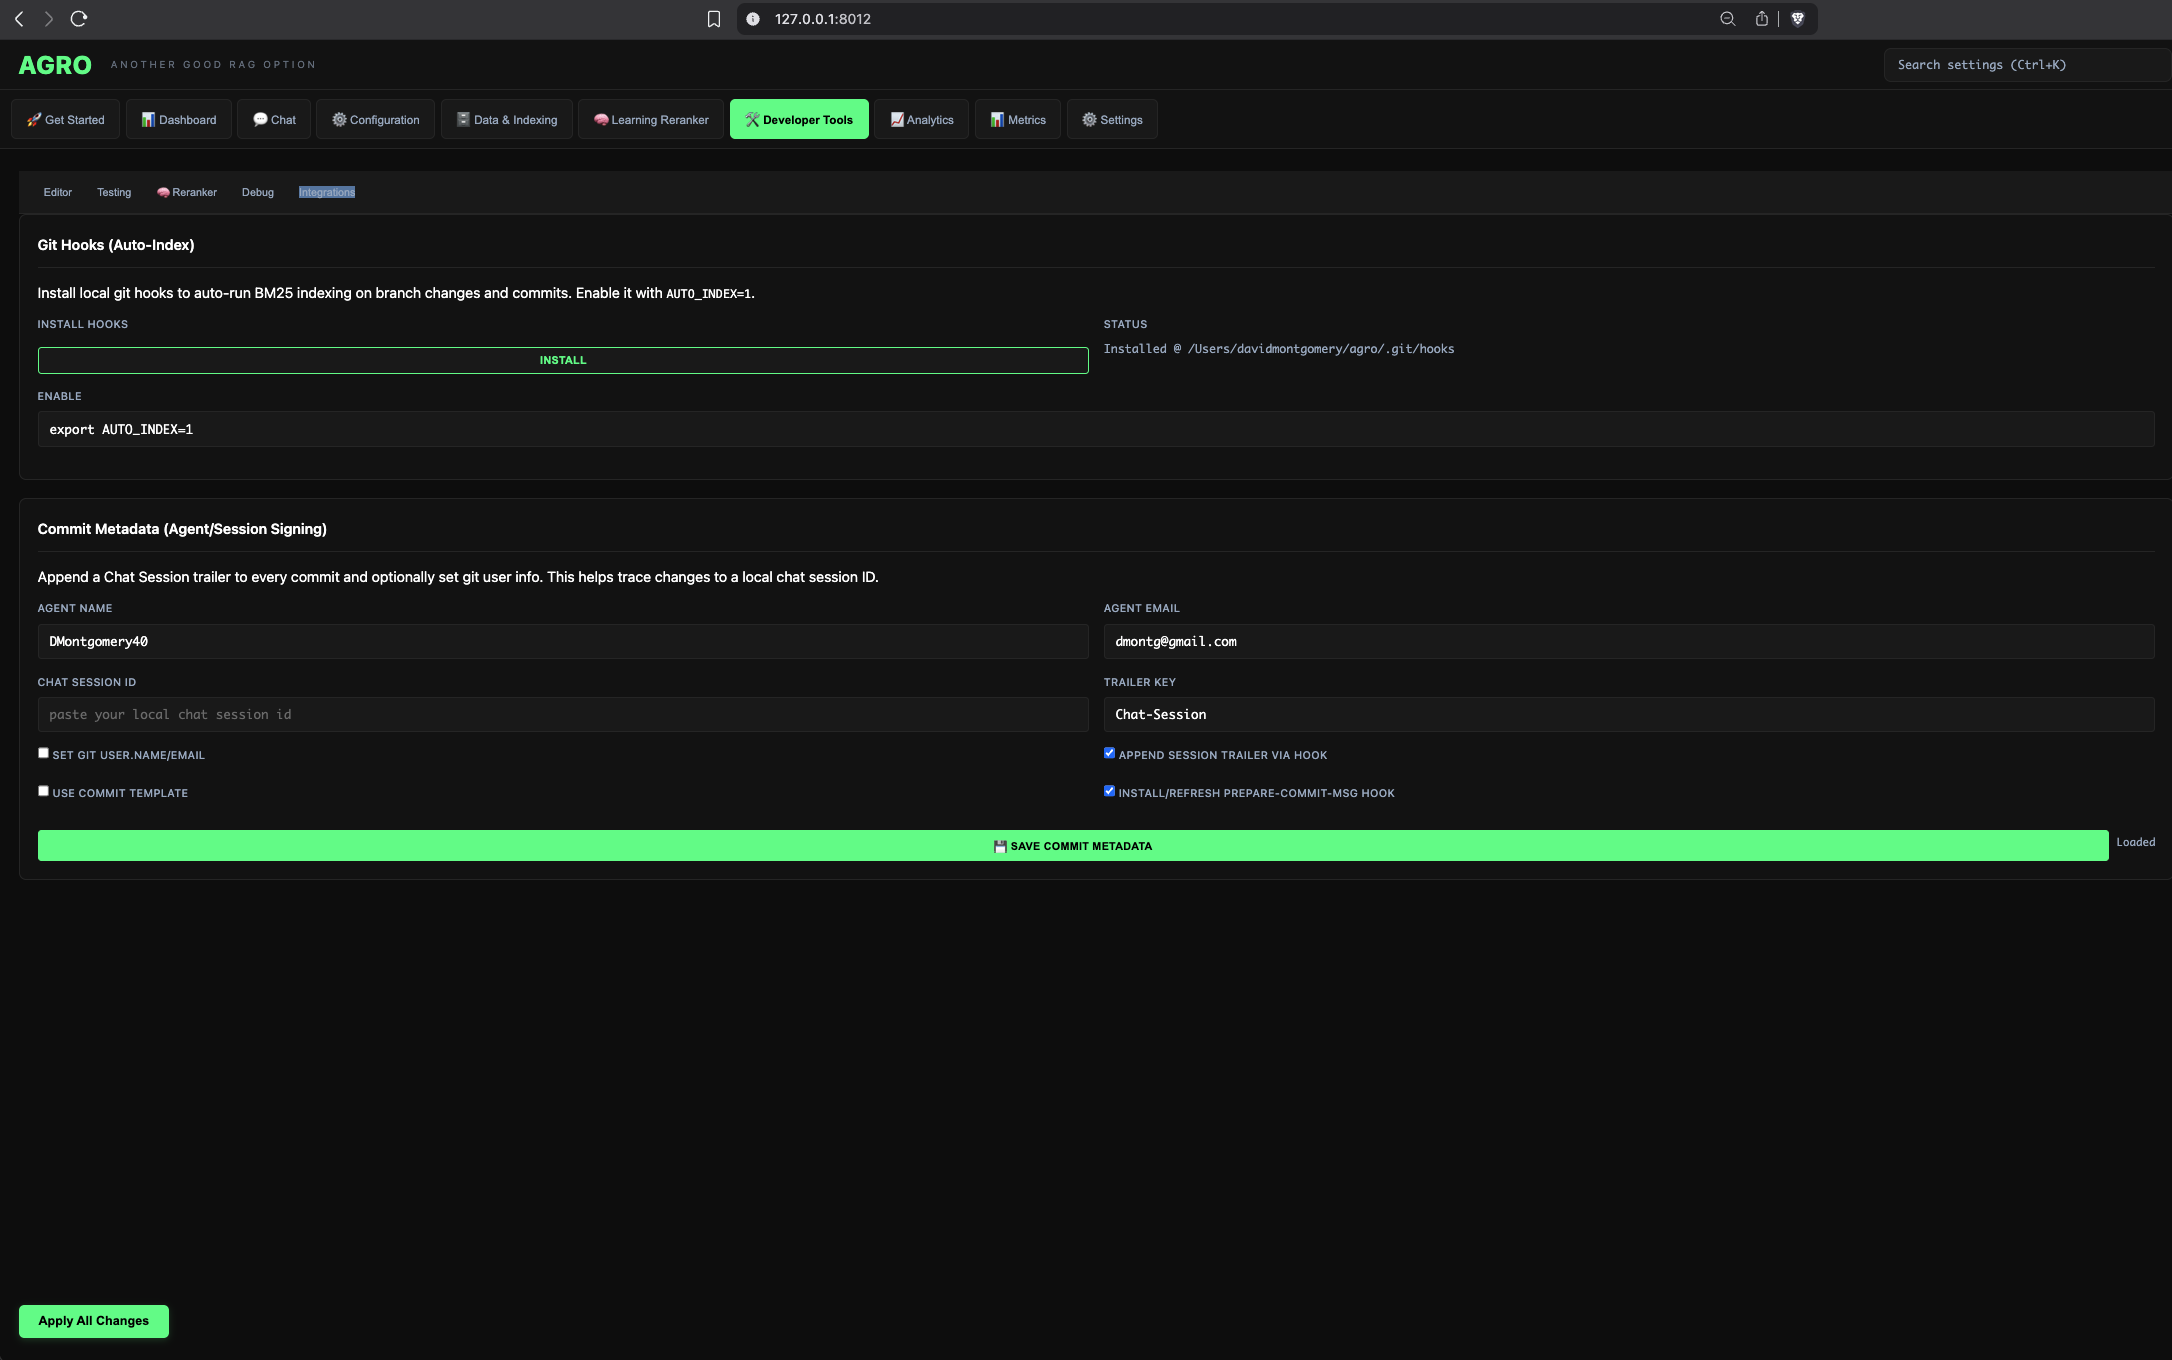 127.0.0.1:8012
AGRO ANOTHER GOOD RAG OPTION
Search settings (Ctrl+K)
Get Started Dashboard Chat Configuration Data & Indexing Learning Reranker Developer Tools Analytics Metrics Settings
Editor Testing Reranker Debug Integrations
Git Hooks (Auto-Index)
Install local git hooks to auto-run BM25 indexing on branch changes and commits. Enable it with AUTO_INDEX=1.
INSTALL HOOKS
INSTALL
STATUS
Installed @ /Users/davidmontgomery/agro/.git/hooks
ENABLE
export AUTO_INDEX=1
Commit Metadata (Agent/Session Signing)
Append a Chat Session trailer to every commit and optionally set git user info. This helps trace changes to a local chat session ID.
AGENT NAME
DMontgomery40
AGENT EMAIL
dmontg@gmail.com
CHAT SESSION ID
paste your local chat session id
TRAILER KEY
Chat-Session
SET GIT USER.NAME/EMAIL
APPEND SESSION TRAILER VIA HOOK
USE COMMIT TEMPLATE
INSTALL/REFRESH PREPARE-COMMIT-MSG HOOK
SAVE COMMIT METADATA
Loaded
Apply All Changes